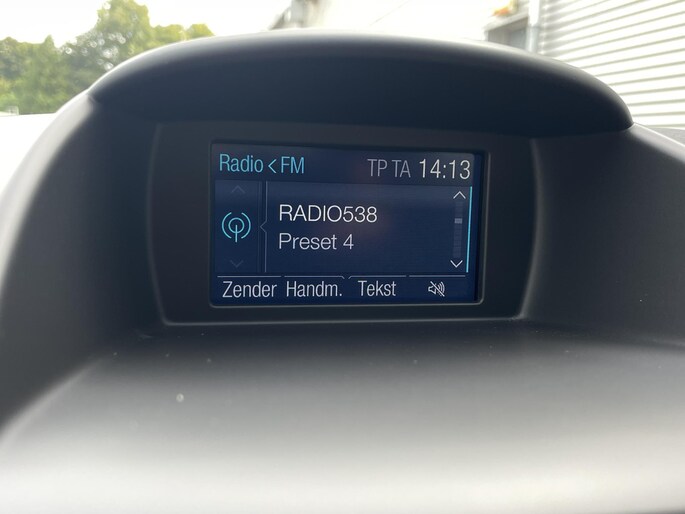 Radio < FM TP TA 14:13
RADIO538
Preset 4
Zender Handm. Tekst